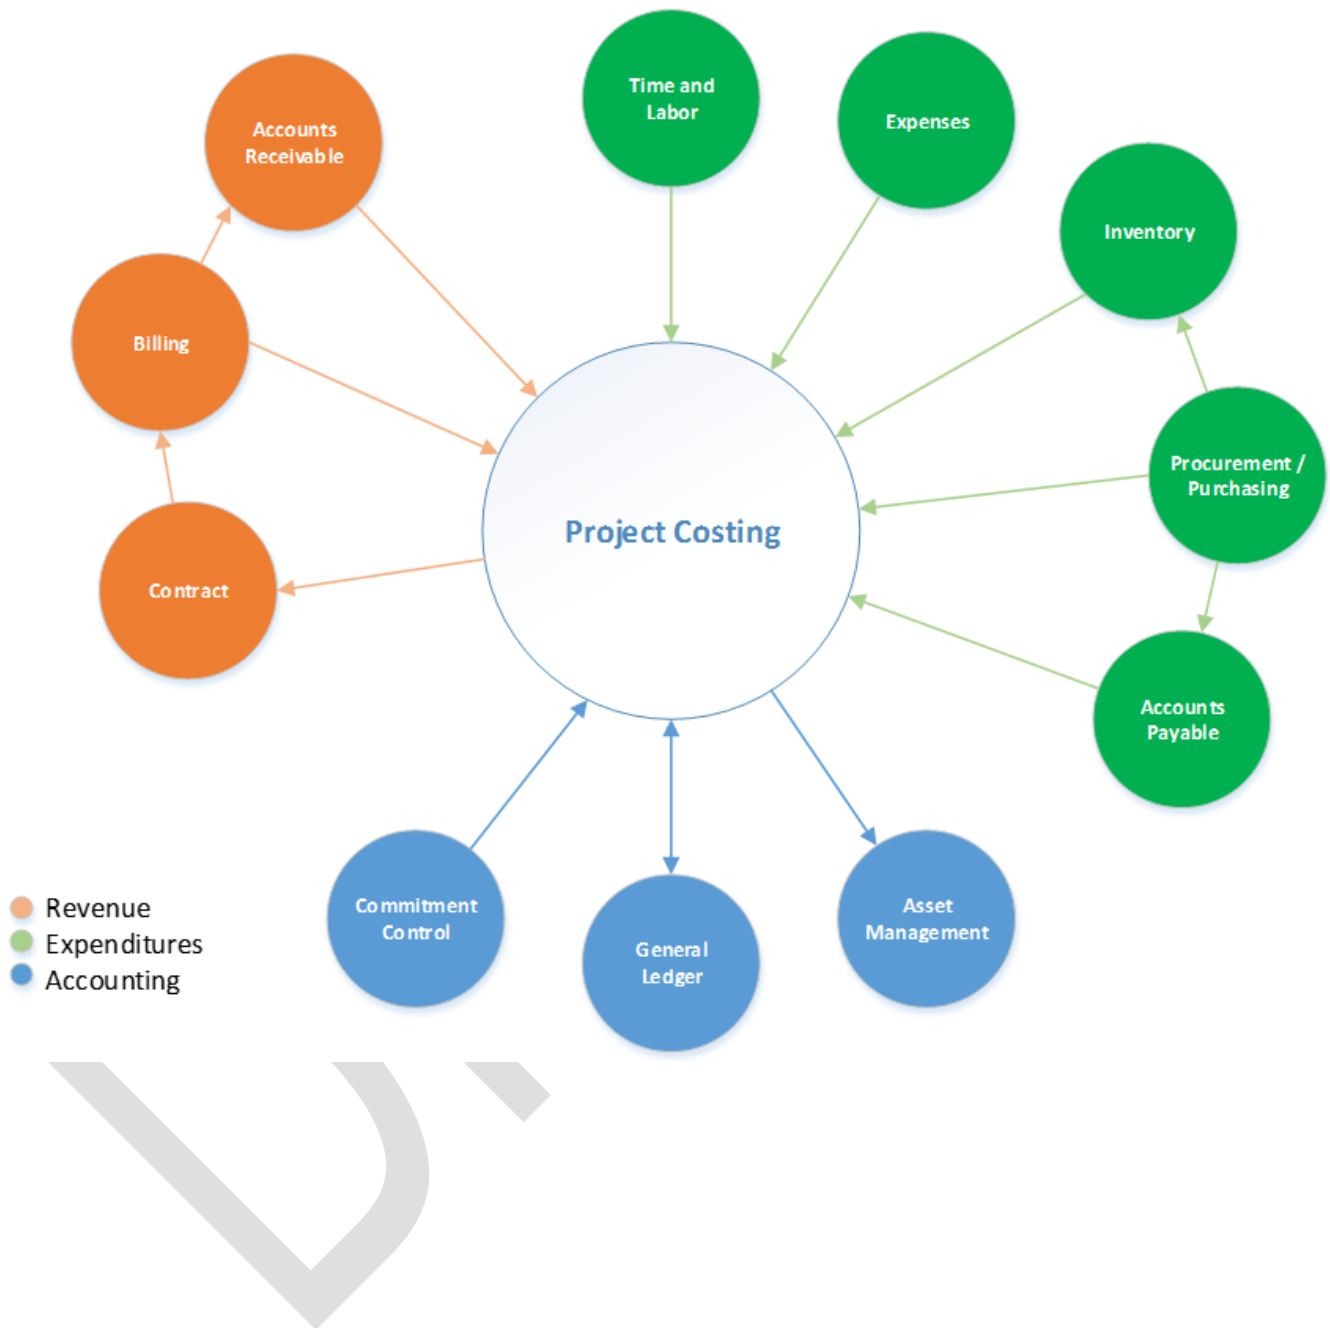 Time and
Labor
Expenses
Accounts
Receivable
Inventory
Billing
Procurement /
Purchasing
Project Costing
Contract
Accounts
Payable
Commitment
Control
General
Ledger
Asset
Management
Revenue
Expenditures
Accounting